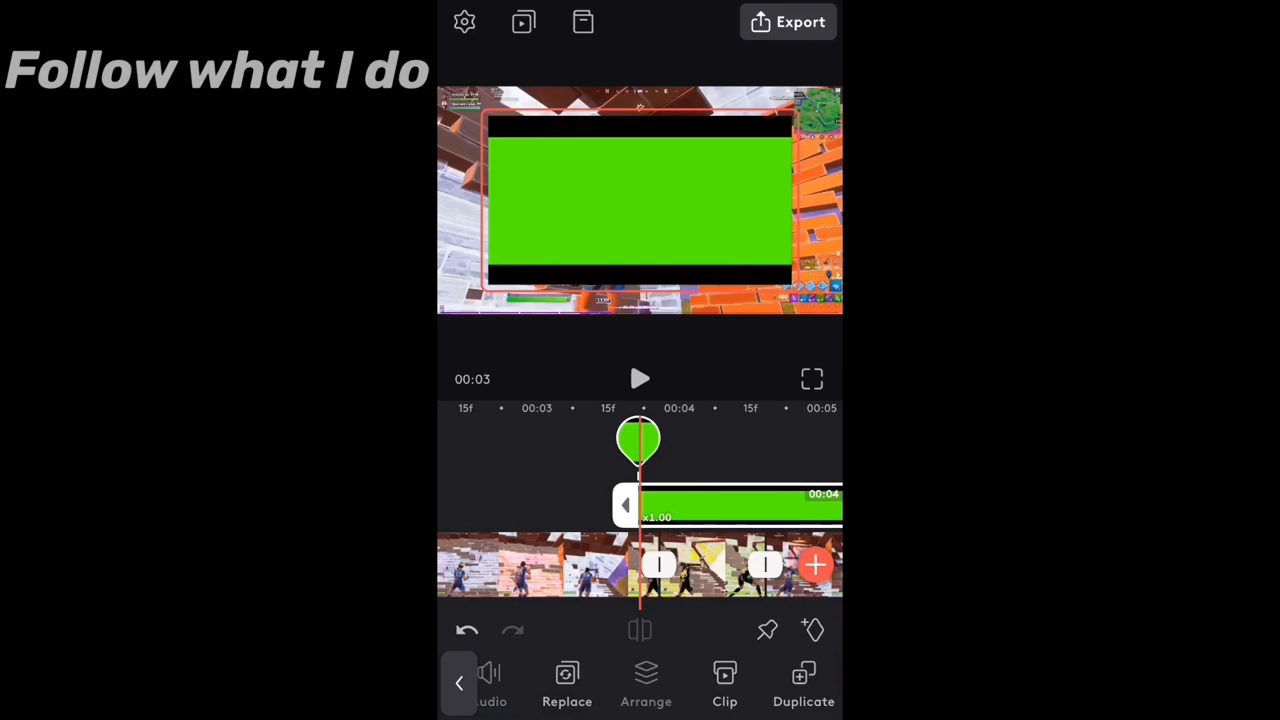 Export
Follow what I do
00:03
15f
00:03
15f
00:04
15f
00:05
00:04
x1.00
udio
Replace
Arrange
Clip
Duplicate